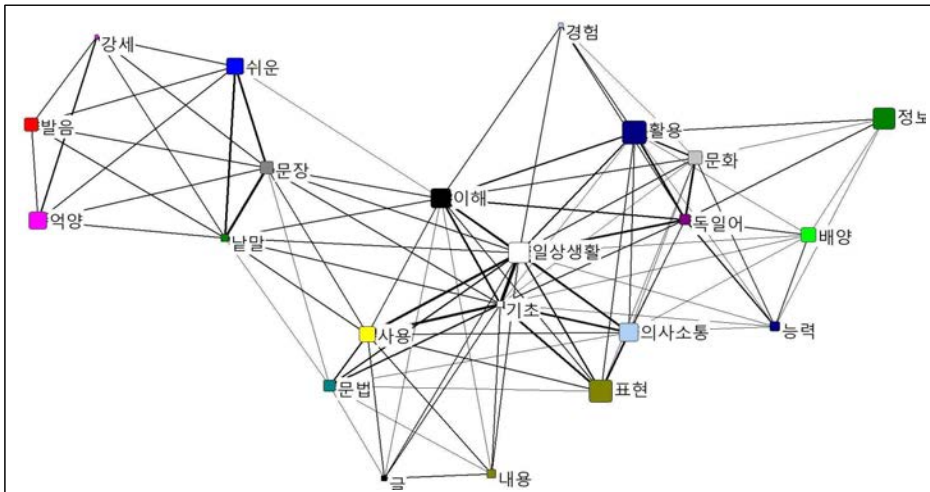 경험
강세
쉬운
정보
발음
활용
문화
문장
이해
억양
독일어
낱말
배양
일상생활
기초
사용
의사소통
능력
문법
표현
글
내용